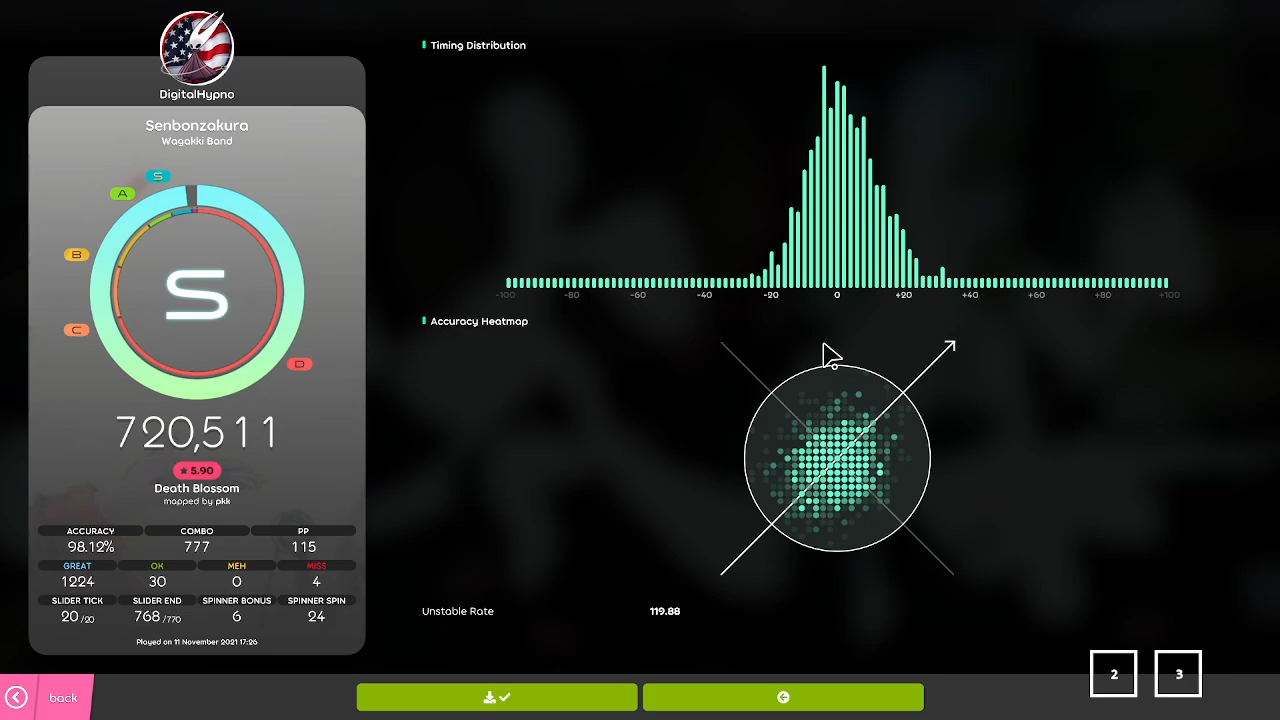 DigitalHypno
Senbonzakura
Wagakki Band
S
A
B
C
D
S
720,511
5.90
Death Blossom
mapped by pkk
ACCURACY COMBO PP
98.12% 777 115
GREAT OK MEH MISS
1224 30 0 4
SLIDER TICK SLIDER END SPINNER BONUS SPINNER SPIN
20/20 768/770 6 24
Played on 11 November 2021 17:26
Timing Distribution
-100 -80 -60 -40 -20 0 +20 +40 +60 +80 +100
Accuracy Heatmap
Unstable Rate 119.88
2 3
back